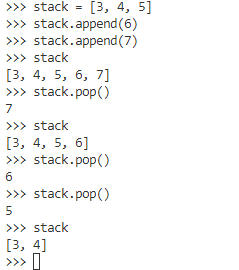 >>> stack = [3, 4, 5]
>>> stack.append(6)
>>> stack.append(7)
>>> stack
[3, 4, 5, 6, 7]
>>> stack.pop()
7
>>> stack
[3, 4, 5, 6]
>>> stack.pop()
6
>>> stack.pop()
5
>>> stack
[3, 4]
>>>